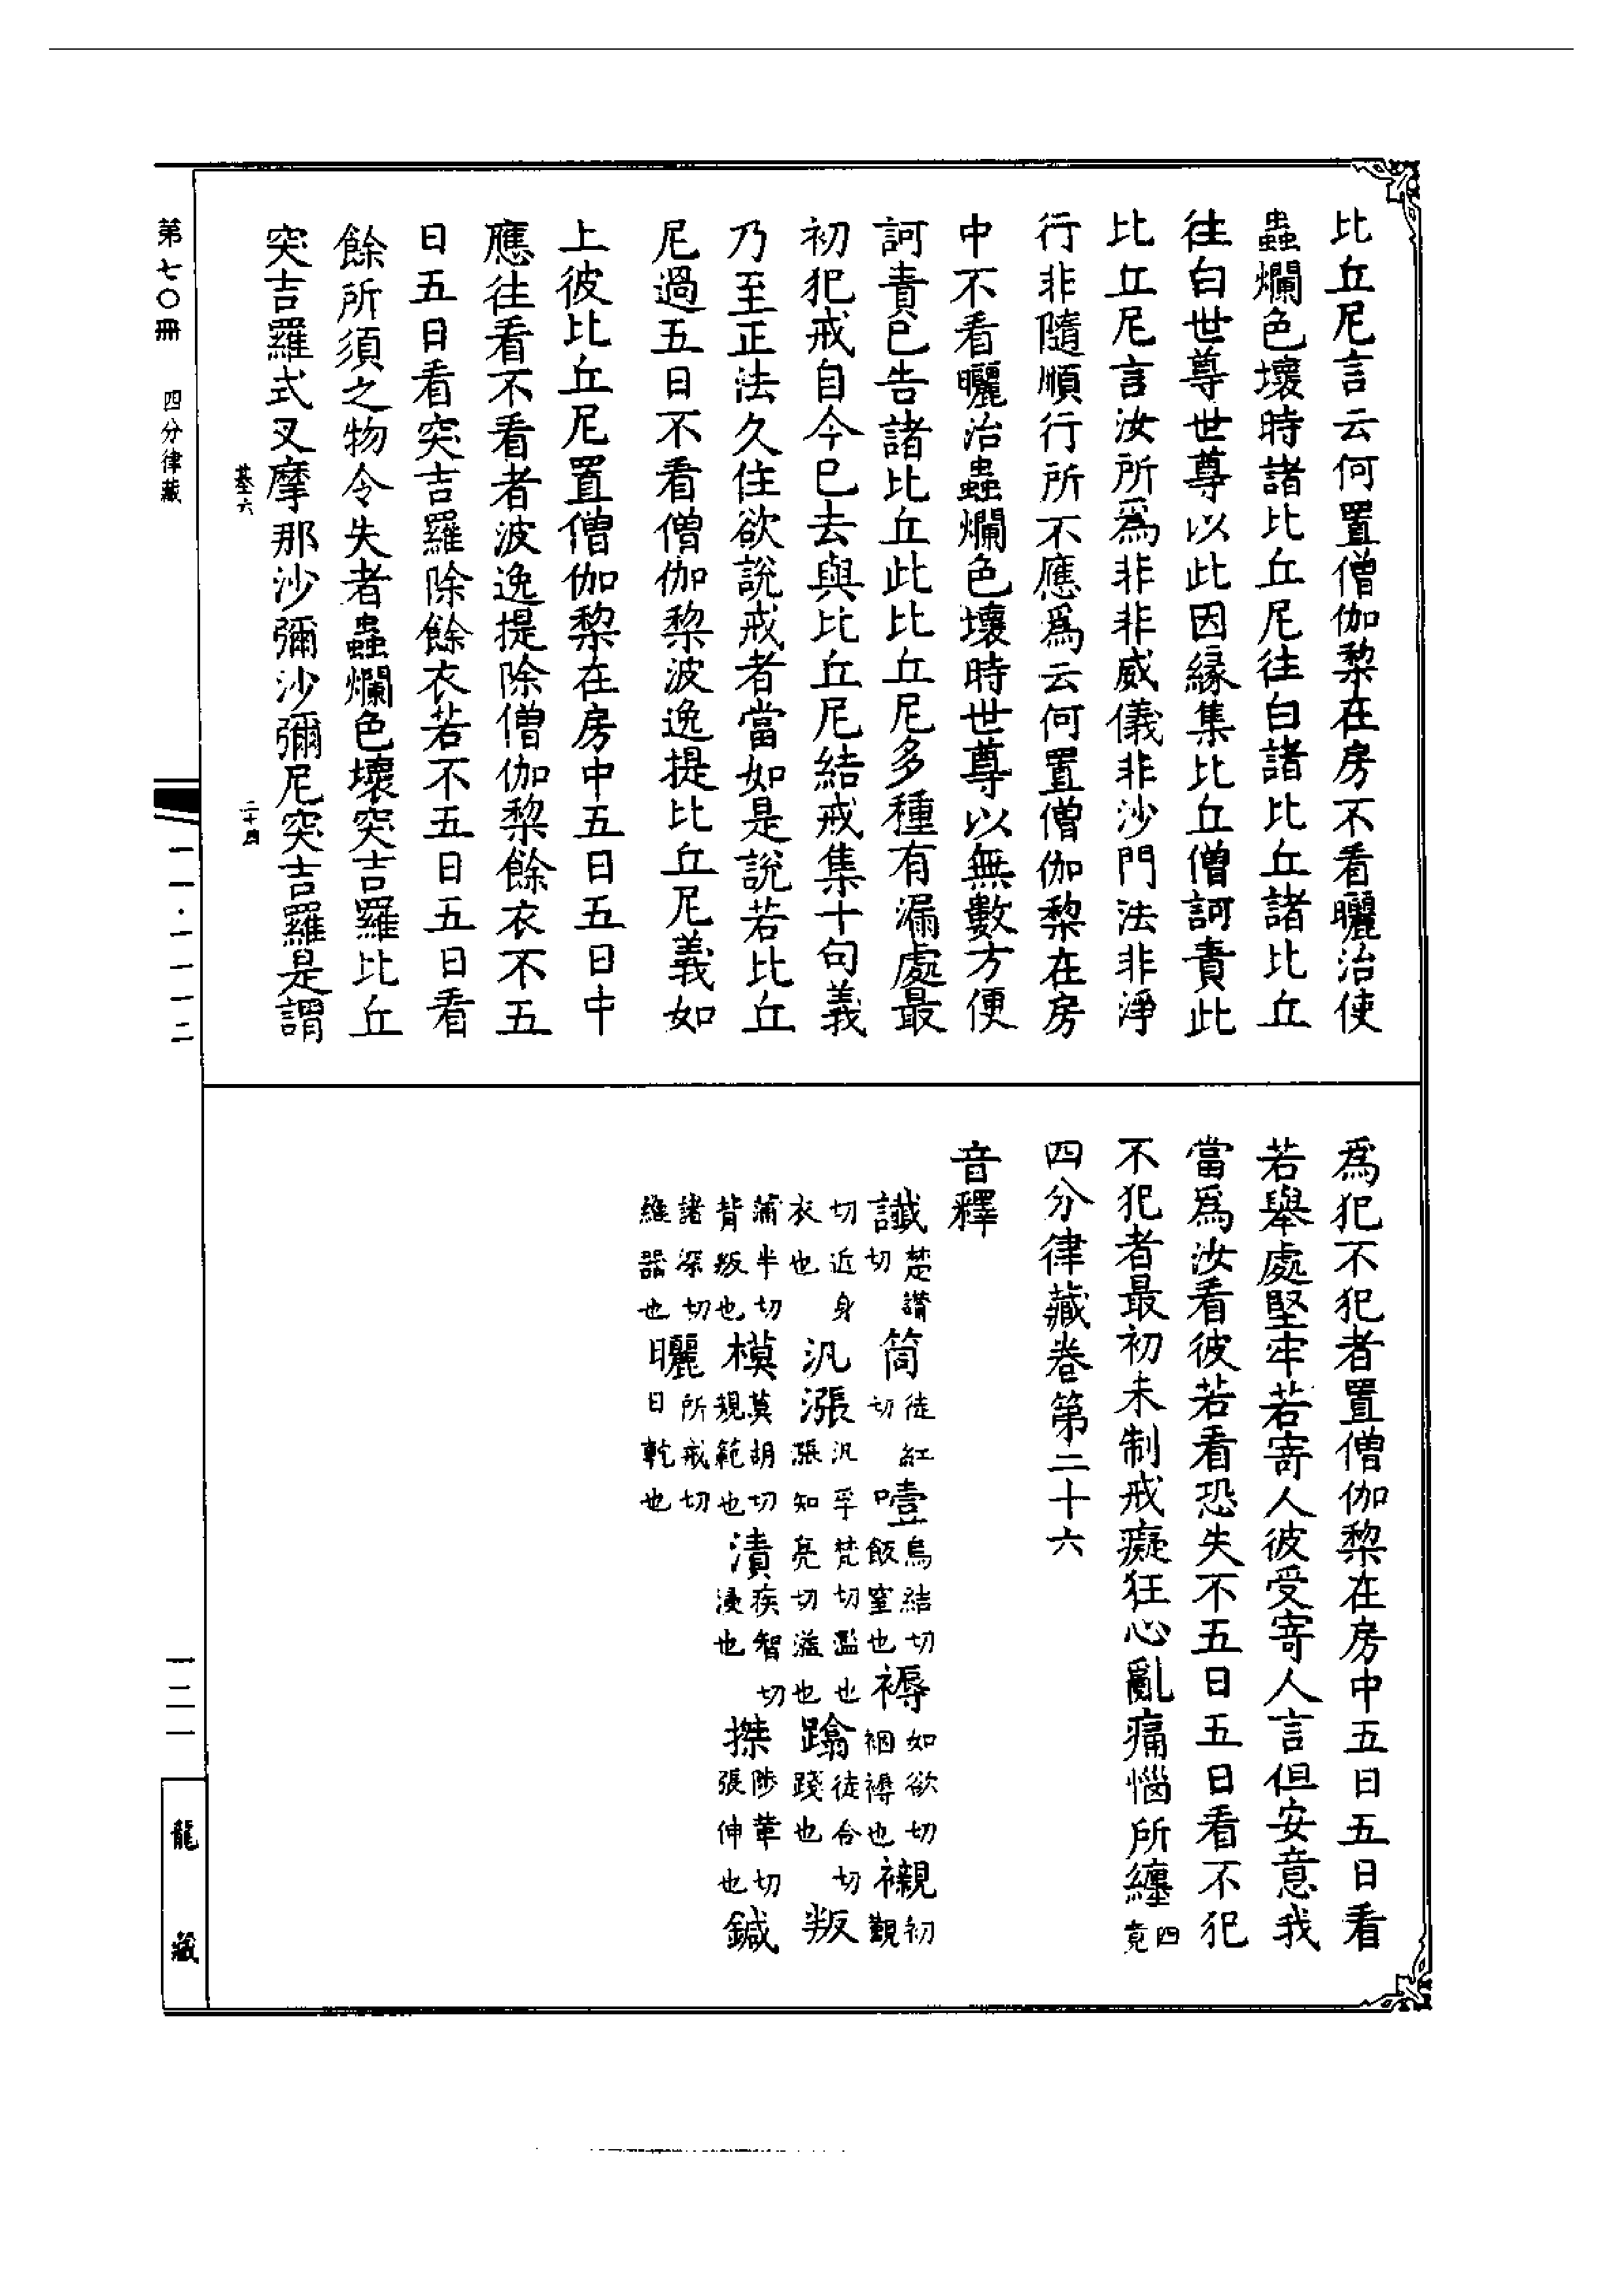 比丘尼言云何置僧伽梨在房不看曬治使
蟲爛色壞時諸比丘尼往白諸比丘諸比丘
往白世尊世尊以此因緣集比丘僧訶責此
比丘尼言汝所爲非非威儀非沙門法非淨
行非隨順行所不應爲云何置僧伽梨在房
中不看曬治蟲爛色壞時世尊以無數方便
訶責已告諸比丘此比丘尼多種有漏處最
初犯戒自今已去與比丘尼結戒集十句義
乃至正法久住欲說戒者當如是說若比丘
尼過五日不看僧伽梨波逸提比丘尼義如
上彼比丘尼置僧伽梨在房中五日五日中
應往看不看者波逸提除僧伽梨餘衣不五
日五日看突吉羅除餘衣若不五日五日看
餘所須之物令失者蟲爛色壞突吉羅比丘
突吉羅式叉摩那沙彌沙彌尼突吉羅是謂
爲犯不犯者置僧伽梨在房中五日五日看
若舉處堅牢若寄人彼受寄人言但安意我
當爲汝看彼若看恐失不五日五日看不犯
不犯者最初未制戒癡狂心亂痛惱所纏四竟
四分律藏卷第二十六
音釋
讖楚譖切 筒徒紅切 噎烏結切飯窒也 褥如欲切裀褥也 襯初覲
切近身衣也 汎漲汎孚梵切濫也漲知亮切溢也 蹹徒合切踐也 叛
蒲半切背叛也 模莫胡切規範也 漬疾智切浸也 搩陟革切張伸也 鍼
諸深切維器也 曬所戒切日乾也
第七〇冊 四分律藏
棊六
二十四
一一·一一一二
一二一
龍藏